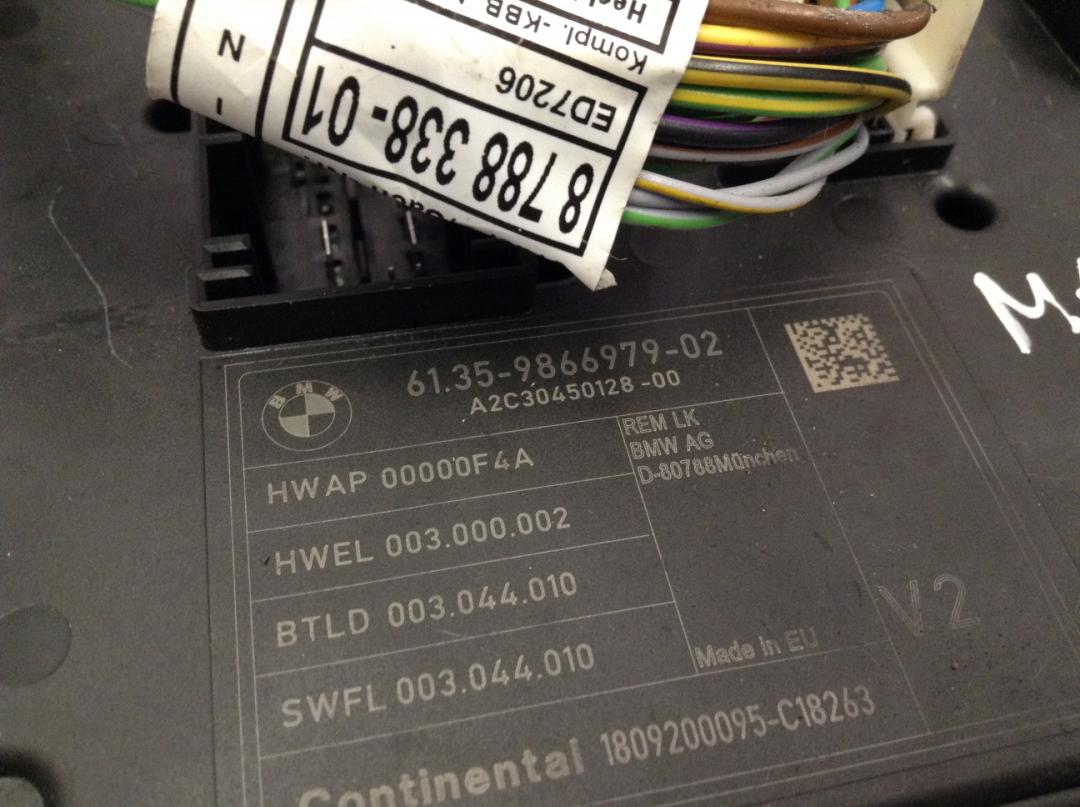 Kompl.-KBB
ED7206
8 788 338-01
N
I
BMW
61.35-9866979-02
A2C30450128-00
HWAP 00000F4A
REM LK
BMW AG
D-80788München
HWEL 003.000.002
BTLD 003.044.010
SWFL 003.044.010
Made in EU
V2
Continental 1809200095-C18263